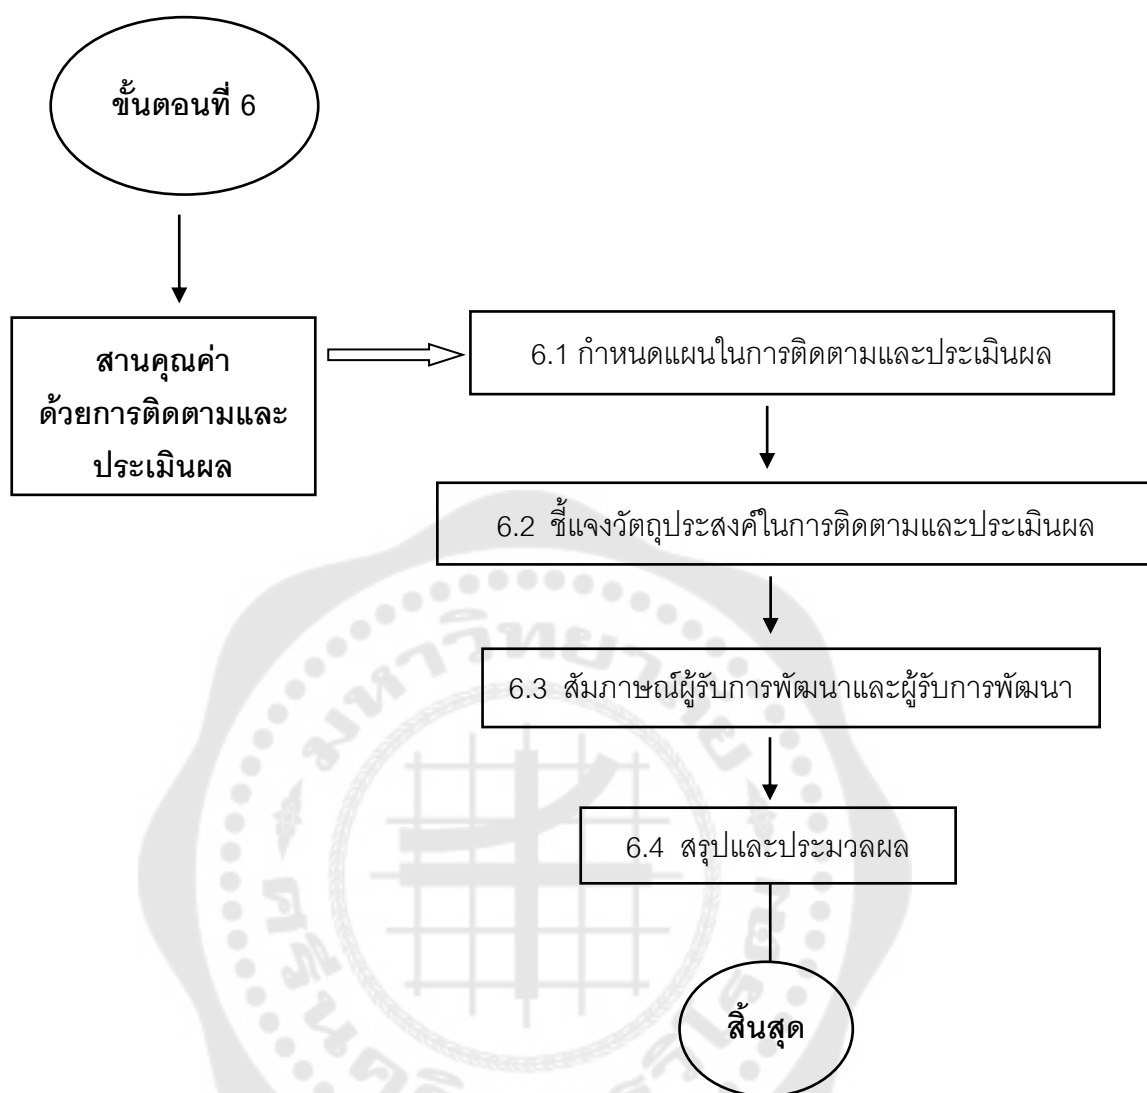 ขั้นตอนที่ 6
สานคุณค่า
ด้วยการติดตามและ
ประเมินผล
6.1 กำหนดแผนในการติดตามและประเมินผล
6.2 ชี้แจงวัตถุประสงค์ในการติดตามและประเมินผล
6.3 สัมภาษณ์ผู้รับการพัฒนาและผู้รับการพัฒนา
6.4 สรุปและประมวลผล
สิ้นสุด